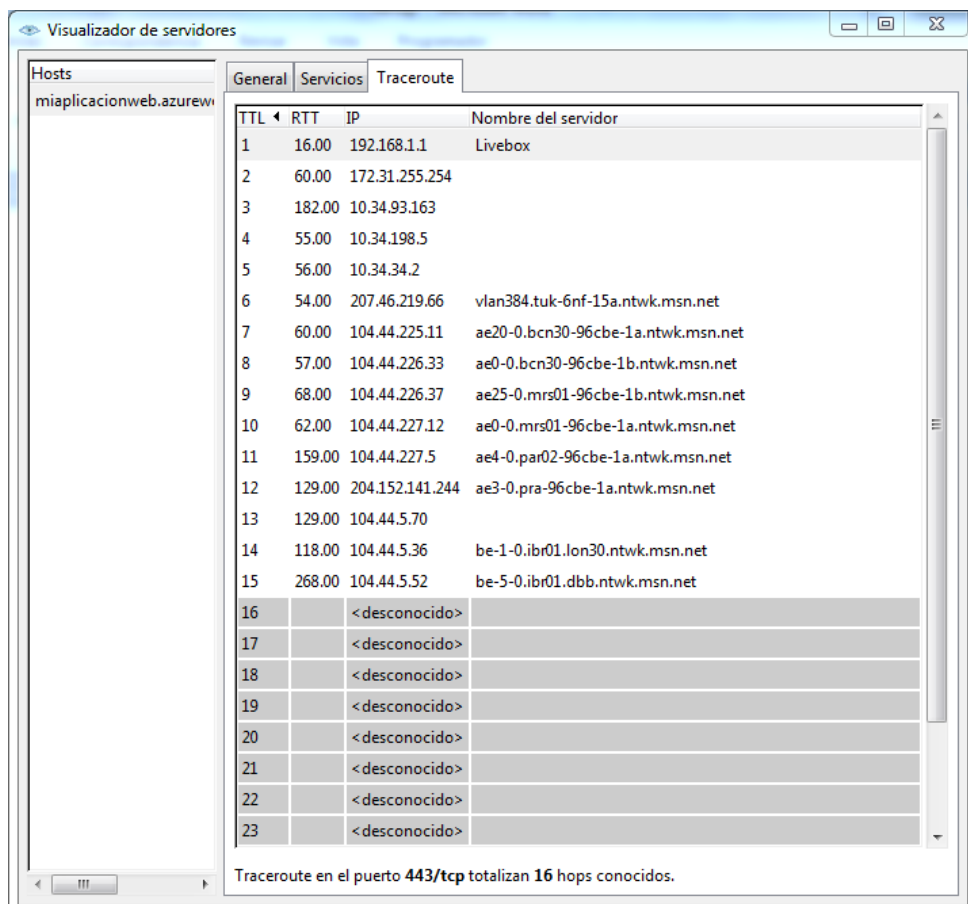 Visualizador de servidores
Hosts
miaplicacionweb.azurew
General Servicios Traceroute
TTL RTT IP Nombre del servidor
1 16.00 192.168.1.1 Livebox
2 60.00 172.31.255.254
3 182.00 10.34.93.163
4 55.00 10.34.198.5
5 56.00 10.34.34.2
6 54.00 207.46.219.66 vlan384.tuk-6nf-15a.ntwk.msn.net
7 60.00 104.44.225.11 ae20-0.bcn30-96cbe-1a.ntwk.msn.net
8 57.00 104.44.226.33 ae0-0.bcn30-96cbe-1b.ntwk.msn.net
9 68.00 104.44.226.37 ae25-0.mrs01-96cbe-1b.ntwk.msn.net
10 62.00 104.44.227.12 ae0-0.mrs01-96cbe-1a.ntwk.msn.net
11 159.00 104.44.227.5 ae4-0.par02-96cbe-1a.ntwk.msn.net
12 129.00 204.152.141.244 ae3-0.pra-96cbe-1a.ntwk.msn.net
13 129.00 104.44.5.70
14 118.00 104.44.5.36 be-1-0.ibr01.lon30.ntwk.msn.net
15 268.00 104.44.5.52 be-5-0.ibr01.dbb.ntwk.msn.net
16 <desconocido>
17 <desconocido>
18 <desconocido>
19 <desconocido>
20 <desconocido>
21 <desconocido>
22 <desconocido>
23 <desconocido>
Traceroute en el puerto 443/tcp totalizan 16 hops conocidos.